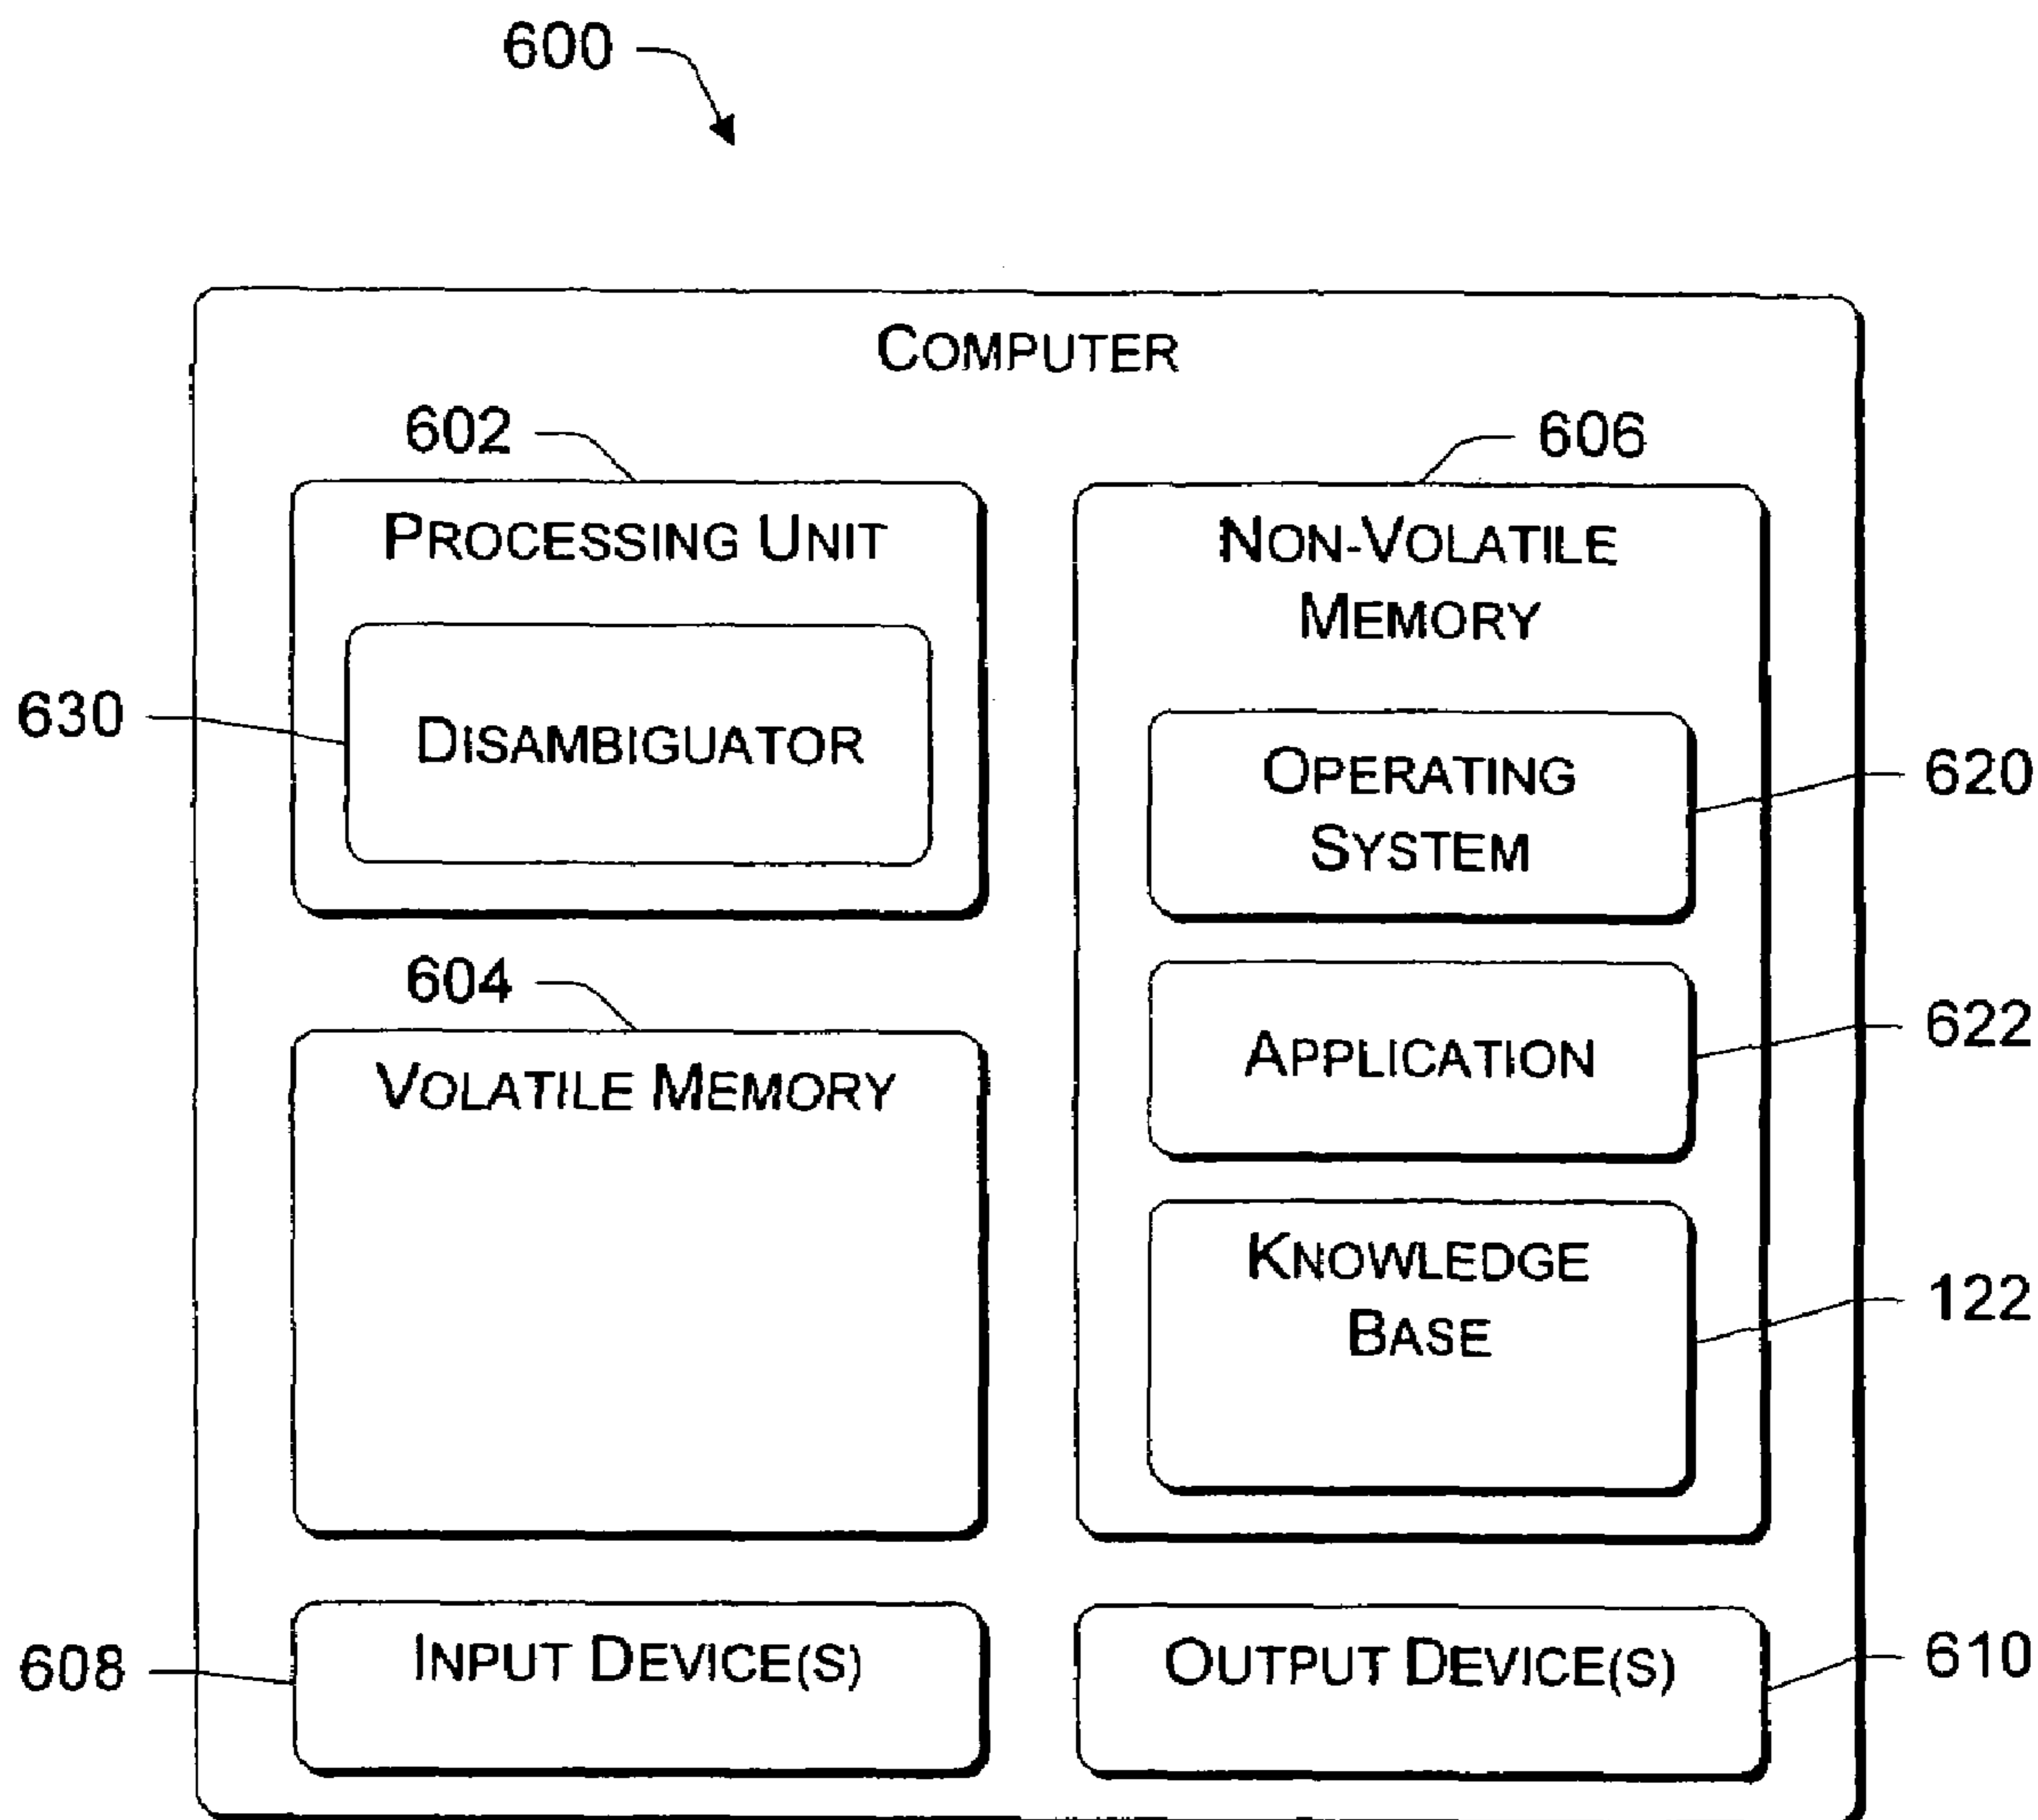 600
COMPUTER
602
606
PROCESSING UNIT
NON-VOLATILE
MEMORY
630
DISAMBIGUATOR
OPERATING
SYSTEM
620
604
VOLATILE MEMORY
APPLICATION
622
KNOWLEDGE
BASE
122
608
INPUT DEVICE(S)
OUTPUT DEVICE(S)
610